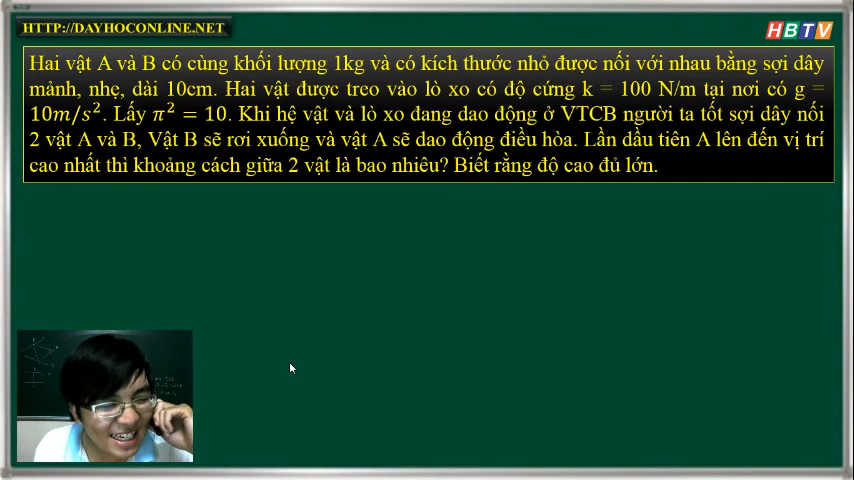 HTTP://DAYHOCONLINE.NET
HBTV
Hai vật A và B có cùng khối lượng 1kg và có kích thước nhỏ được nối với nhau bằng sợi dây
mảnh, nhẹ, dài 10cm. Hai vật được treo vào lò xo có độ cứng k = 100 N/m tại nơi có g =
10m/s². Lấy π² = 10. Khi hệ vật và lò xo đang dao động ở VTCB người ta tốt sợi dây nối
2 vật A và B, Vật B sẽ rơi xuống và vật A sẽ dao động điều hòa. Lần đầu tiên A lên đến vị trí
cao nhất thì khoảng cách giữa 2 vật là bao nhiêu? Biết rằng độ cao đủ lớn.